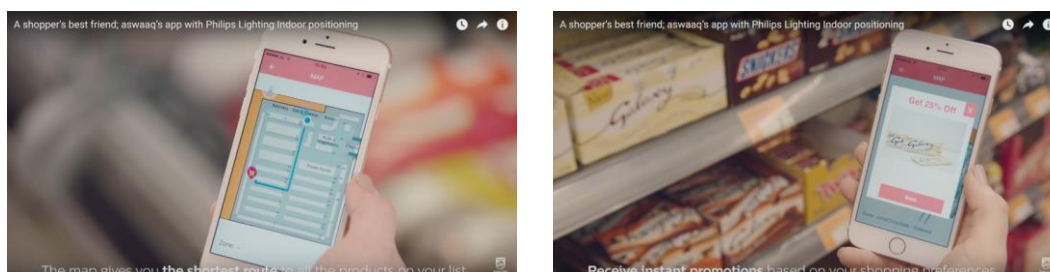 A shopper's best friend; aswaaq's app with Philips Lighting Indoor positioning
MAP
Zone:
The map gives you the shortest route to all the products on your list
A shopper's best friend; aswaaq's app with Philips Lighting Indoor positioning
SNICKERS
Galaxy
MAP
Get 25% Off
X
Galaxy
Receive instant promotions based on your shopping preferences